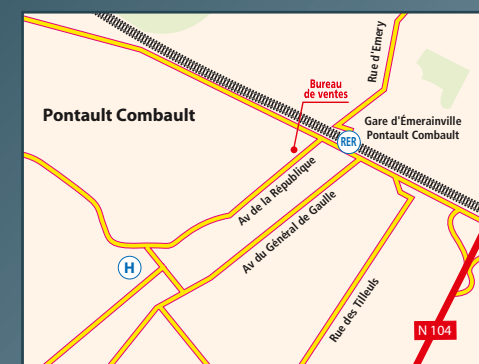 Rue d'Emery
Bureau
de ventes
Pontault Combault
Gare d'Émerainville
Pontault Combault
RER
Av de la République
Av du Général de Gaulle
H
Rue des Tilleuls
N 104